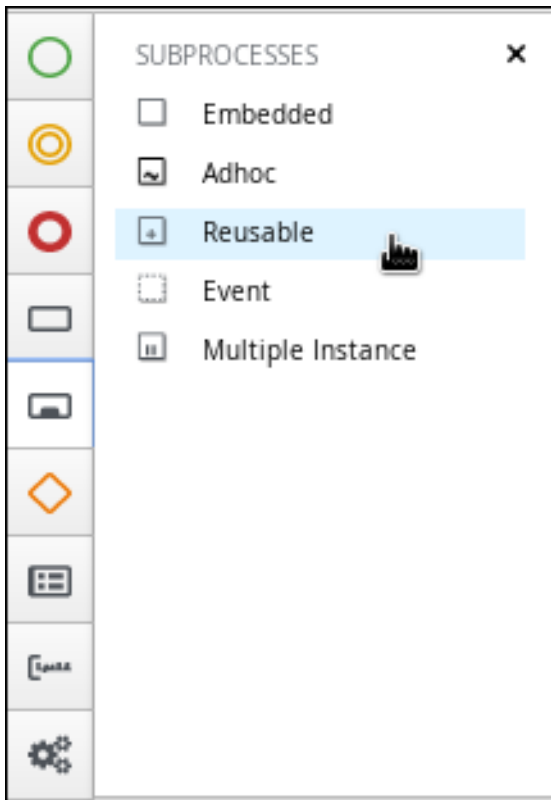 SUBPROCESSES
Embedded
Adhoc
Reusable
Event
Multiple Instance